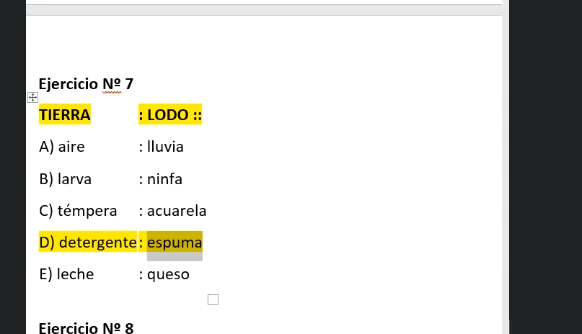 Ejercicio Nº 7
TIERRA : LODO ::
A) aire : lluvia
B) larva : ninfa
C) témpera : acuarela
D) detergente : espuma
E) leche : queso
Ejercicio Nº 8